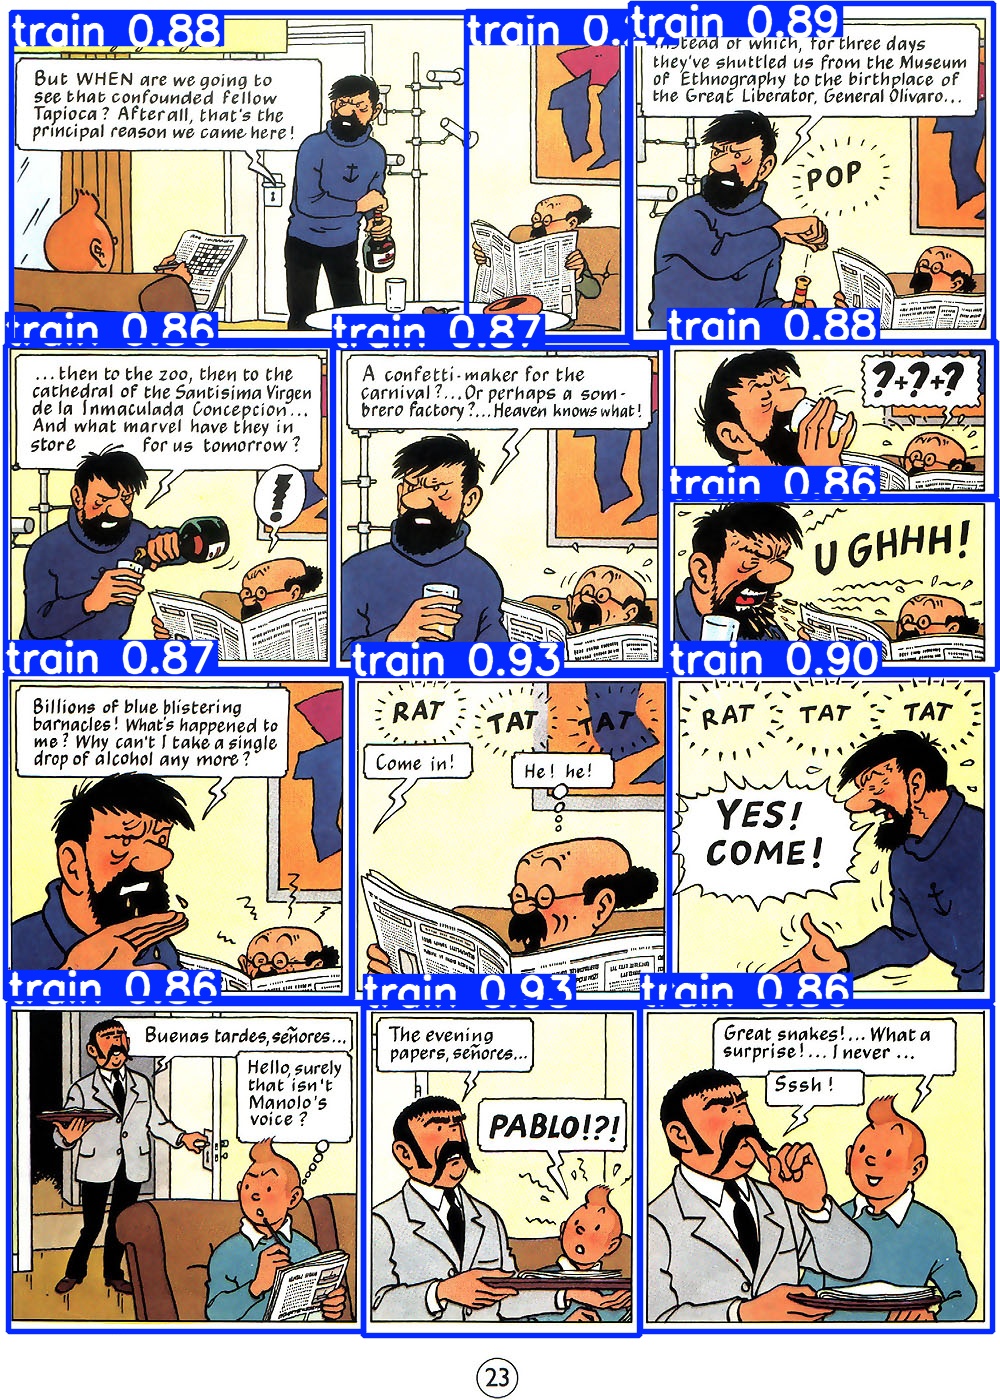 train 0.88
But WHEN are we going to
see that confounded fellow
Tapioca? After all, that's the
principal reason we came here!
train 0.
train 0.89
Instead of which, for three days
they've shuttled us from the Museum
of Ethnography to the birthplace of
the Great Liberator, General Olivaro...
POP
train 0.86
...then to the zoo, then to the
cathedral of the Santisima Virgen
de la Inmaculada Concepcion...
And what marvel have they in
store for us tomorrow?
!
train 0.87
A confetti-maker for the
carnival?...Or perhaps a som-
brero factory?...Heaven knows what!
train 0.88
?+?+?
train 0.86
UGHHH!
train 0.87
Billions of blue blistering
barnacles! What's happened to
me? Why can't I take a single
drop of alcohol any more?
train 0.93
RAT TAT TAT
Come in!
He! he!
train 0.90
RAT TAT TAT
YES!
COME!
train 0.86
Buenas tardes, señores...
Hello, surely
that isn't
Manolo's
voice?
train 0.93
The evening
papers, señores...
PABLO!?!
train 0.86
Great snakes!... What a
surprise!... I never ...
Sssh!
23